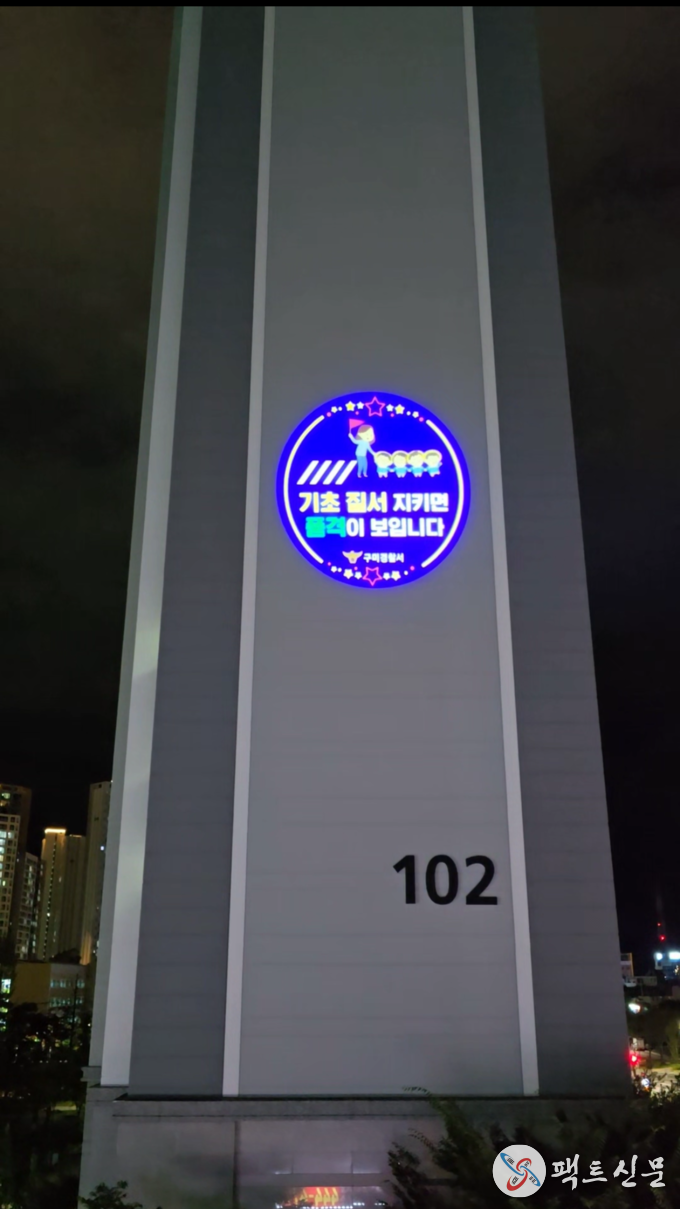 기초 질서 지키면
품격이 보입니다
구미경찰서
102
팩트신문